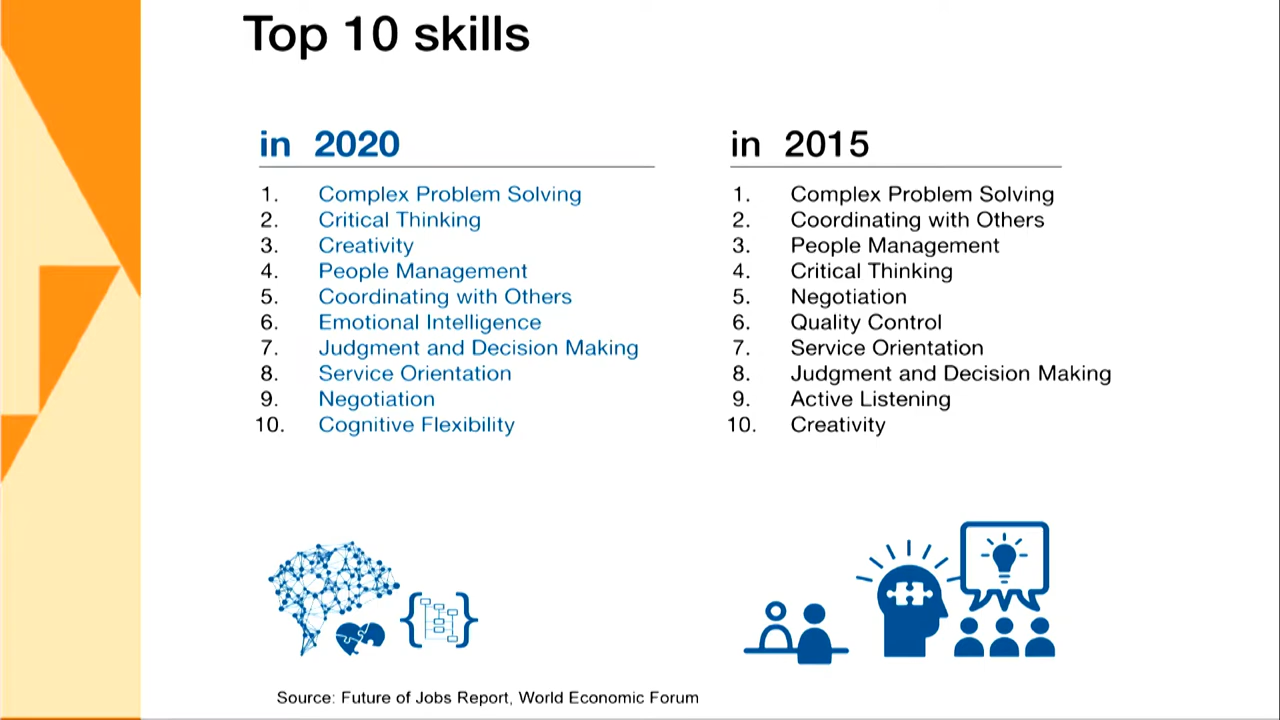 Top 10 skills
in 2020
1. Complex Problem Solving
2. Critical Thinking
3. Creativity
4. People Management
5. Coordinating with Others
6. Emotional Intelligence
7. Judgment and Decision Making
8. Service Orientation
9. Negotiation
10. Cognitive Flexibility
in 2015
1. Complex Problem Solving
2. Coordinating with Others
3. People Management
4. Critical Thinking
5. Negotiation
6. Quality Control
7. Service Orientation
8. Judgment and Decision Making
9. Active Listening
10. Creativity
Source: Future of Jobs Report, World Economic Forum